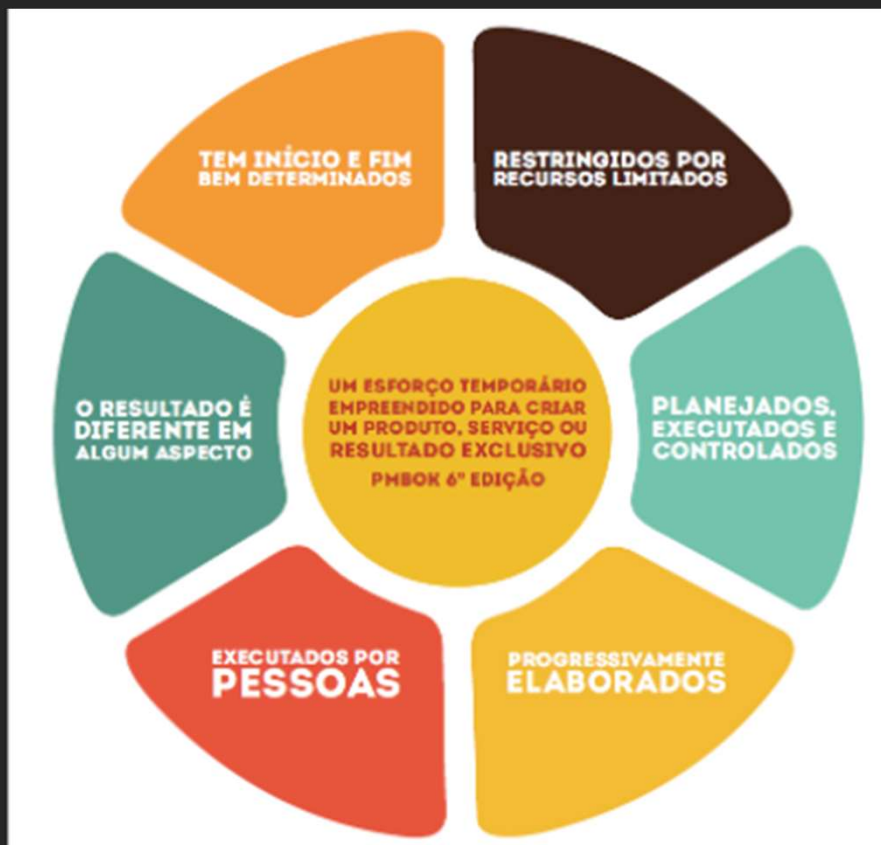 TEM INÍCIO E FIM
BEM DETERMINADOS
RESTRINGIDOS POR
RECURSOS LIMITADOS
O RESULTADO É
DIFERENTE EM
ALGUM ASPECTO
UM ESFORÇO TEMPORÁRIO
EMPREENDIDO PARA CRIAR
UM PRODUTO, SERVIÇO OU
RESULTADO EXCLUSIVO
PMBOK 6ª EDIÇÃO
PLANEJADOS,
EXECUTADOS E
CONTROLADOS
EXECUTADOS POR
PESSOAS
PROGRESSIVAMENTE
ELABORADOS